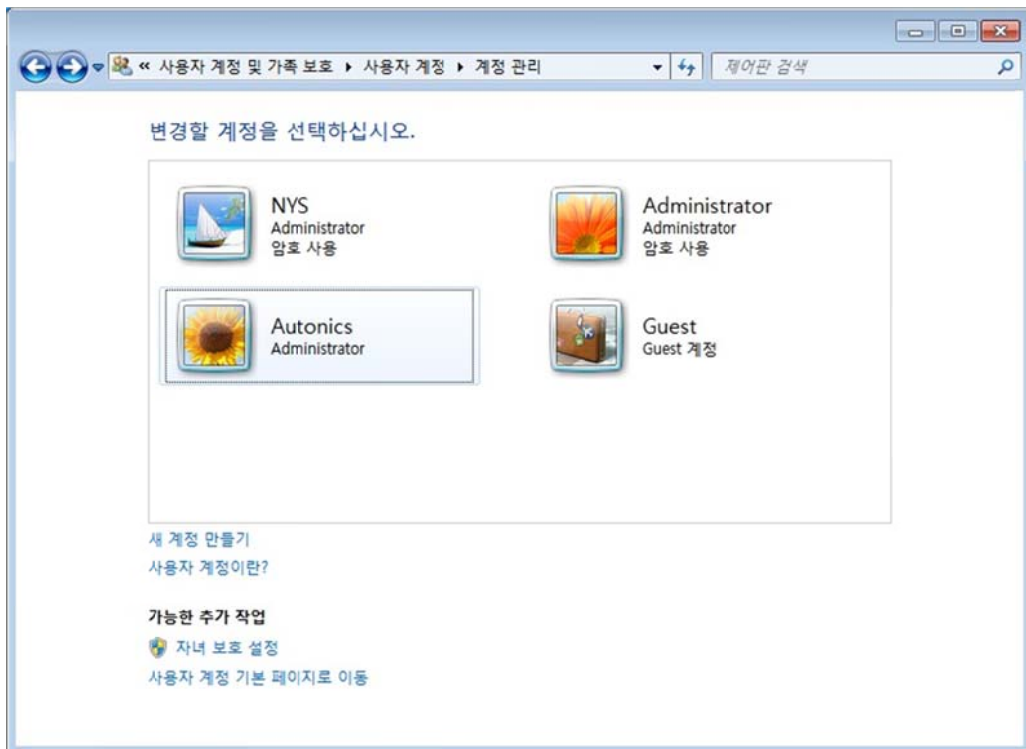 « 사용자 계정 및 가족 보호 ▸ 사용자 계정 ▸ 계정 관리
제어판 검색
변경할 계정을 선택하십시오.
NYS
Administrator
암호 사용
Administrator
Administrator
암호 사용
Autonics
Administrator
Guest
Guest 계정
새 계정 만들기
사용자 계정이란?
가능한 추가 작업
자녀 보호 설정
사용자 계정 기본 페이지로 이동